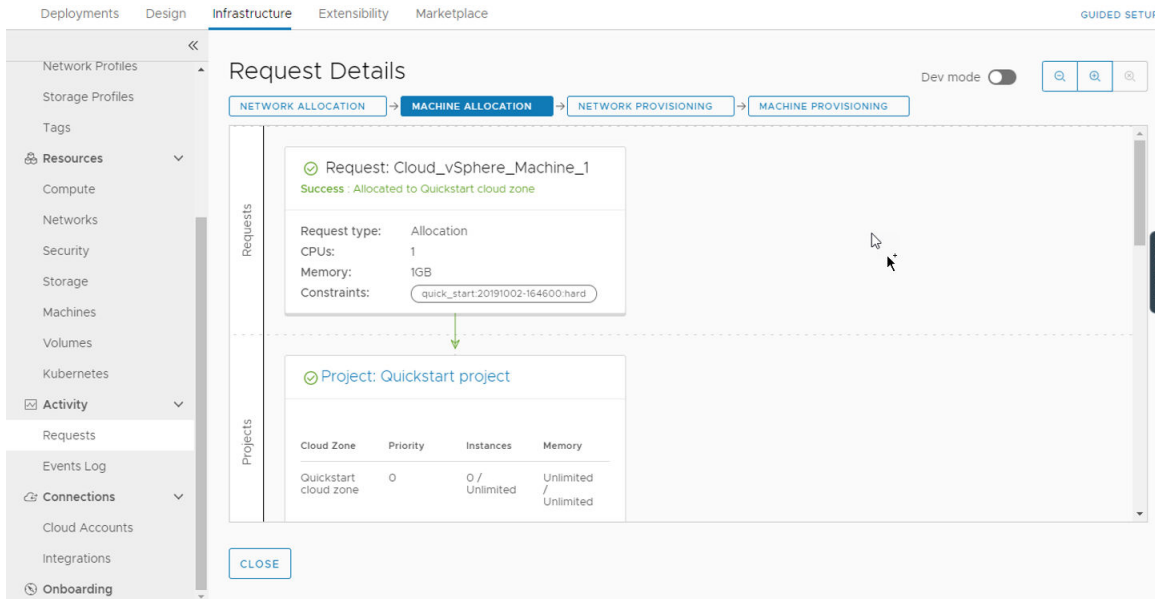 Deployments Design Infrastructure Extensibility Marketplace GUIDED SETUP
Network Profiles
Storage Profiles
Tags
Resources
Compute
Networks
Security
Storage
Machines
Volumes
Kubernetes
Activity
Requests
Events Log
Connections
Cloud Accounts
Integrations
Onboarding
Request Details
Dev mode
NETWORK ALLOCATION MACHINE ALLOCATION NETWORK PROVISIONING MACHINE PROVISIONING
Requests
Request: Cloud_vSphere_Machine_1
Success : Allocated to Quickstart cloud zone
Request type: Allocation
CPUs: 1
Memory: 1GB
Constraints: quick_start:20191002-164600:hard
Projects
Project: Quickstart project
Cloud Zone Priority Instances Memory
Quickstart 0 0 / Unlimited
cloud zone Unlimited /
Unlimited
CLOSE